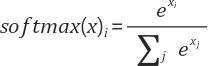 softmax(x)ᵢ = e^{xᵢ} / ∑ⱼ e^{xⱼ}